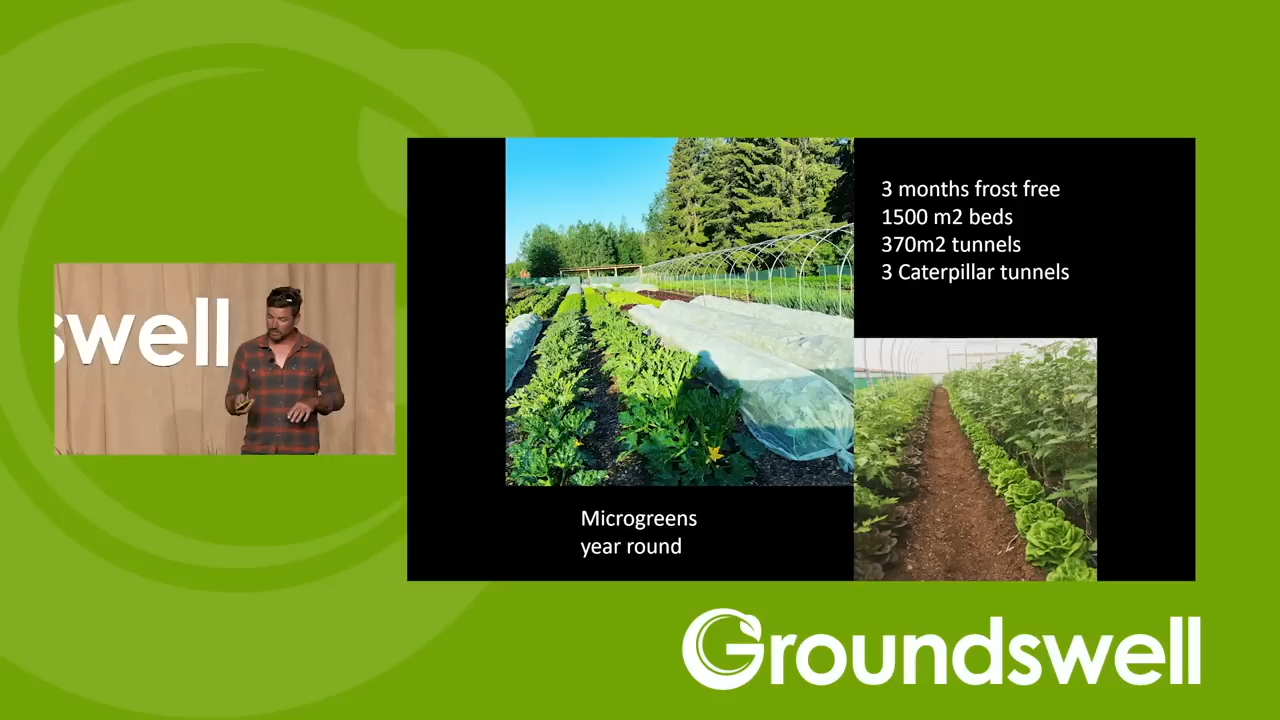 swell
3 months frost free
1500 m2 beds
370m2 tunnels
3 Caterpillar tunnels
Microgreens
year round
Groundswell